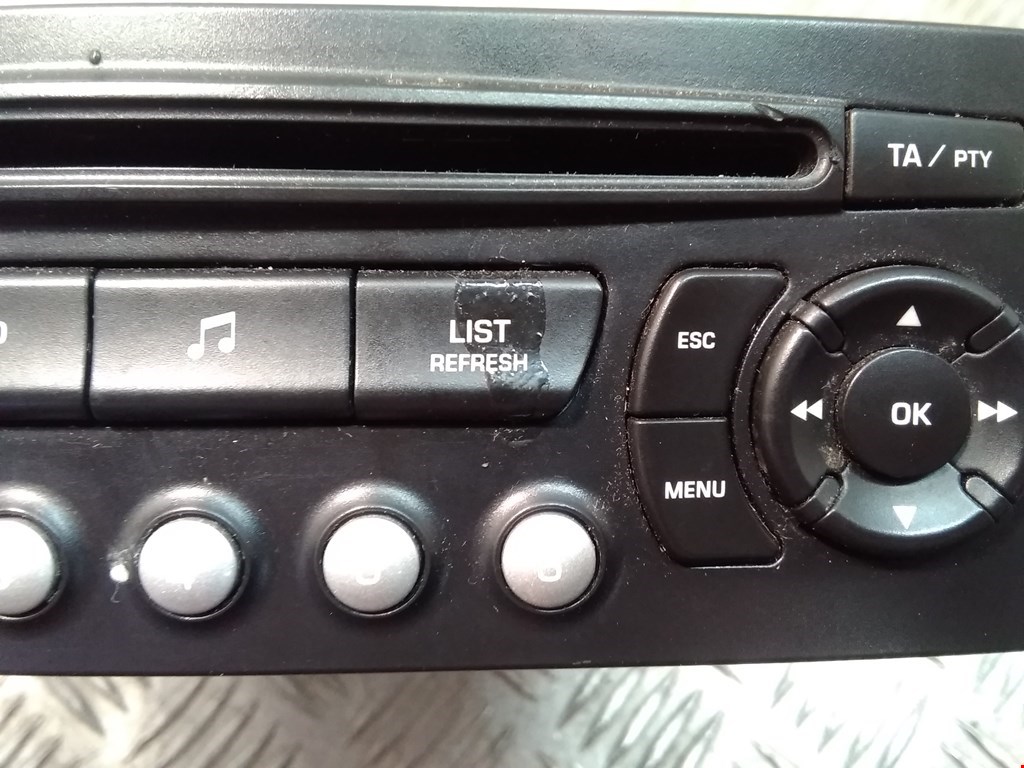 TA / PTY
LIST
REFRESH
ESC
OK
MENU